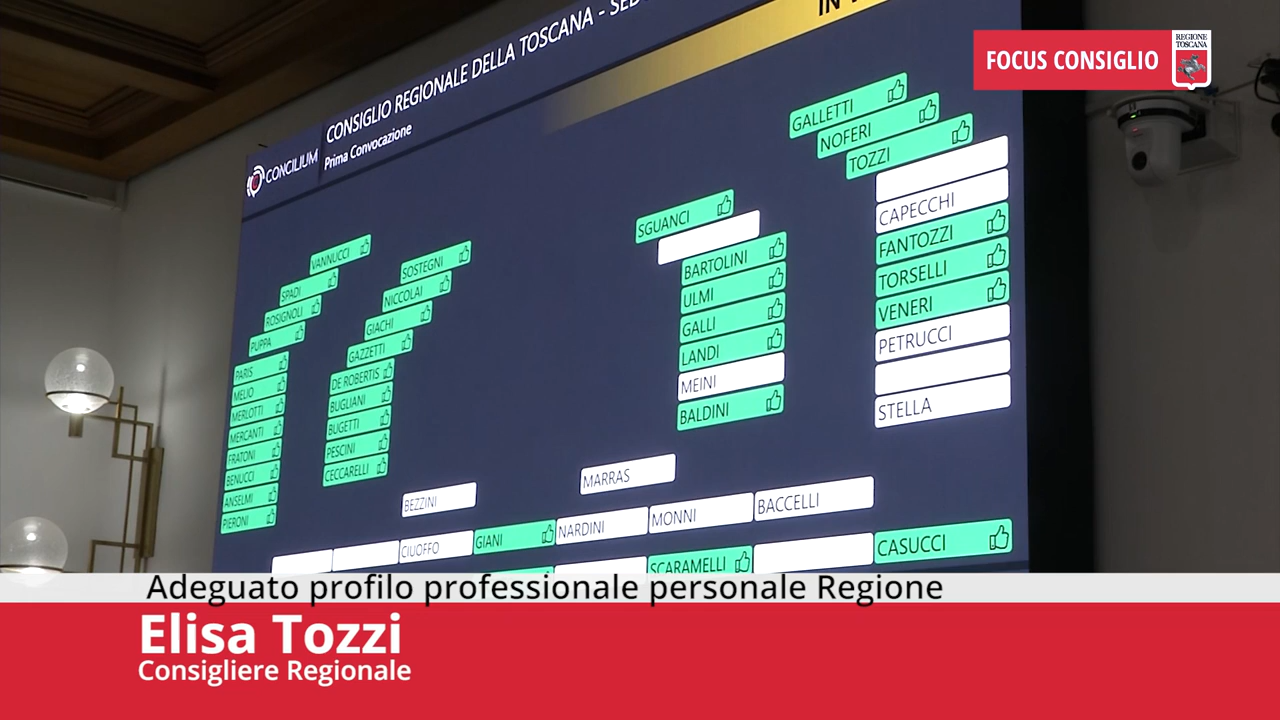 CONSIGLIO REGIONALE DELLA TOSCANA -
Prima Convocazione
CONCILIUM
FOCUS CONSIGLIO
REGIONE
TOSCANA
GALLETTI
NOFERI
TOZZI
CAPECCHI
FANTOZZI
TORSELLI
VENERI
PETRUCCI
STELLA
SGUANCI
BARTOLINI
ULMI
GALLI
LANDI
MEINI
BALDINI
VANNUCCI
SPADI
ROSIGNOLI
PUPPA
PARIS
MELIO
MERLOTTI
MERCANTI
FRATONI
BENUCCI
ANSELMI
PIERONI
SOSTEGNI
NICCOLAI
GIACHI
GAZZETTI
DE ROBERTIS
BUGLIANI
BUGETTI
PESCINI
CECCARELLI
BEZZINI
MARRAS
CIUOFFO
GIANI
NARDINI
MONNI
BACCELLI
SCARAMELLI
CASUCCI
Adeguato profilo professionale personale Regione
Elisa Tozzi
Consigliere Regionale